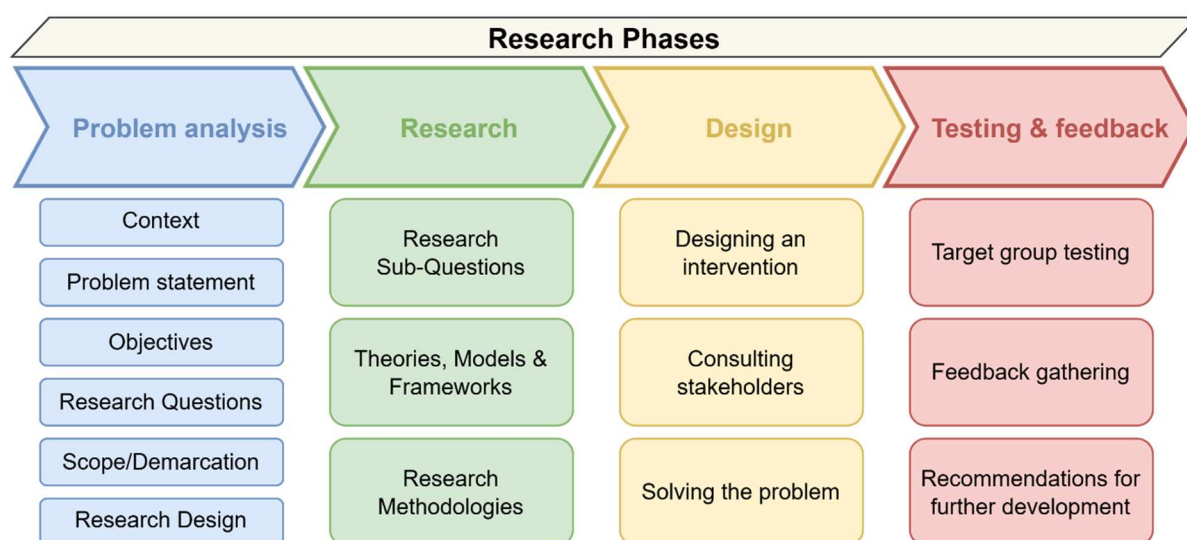 Research Phases
Problem analysis
Research
Design
Testing & feedback
Context
Problem statement
Objectives
Research Questions
Scope/Demarcation
Research Design
Research
Sub-Questions
Theories, Models &
Frameworks
Research
Methodologies
Designing an
intervention
Consulting
stakeholders
Solving the problem
Target group testing
Feedback gathering
Recommendations for
further development